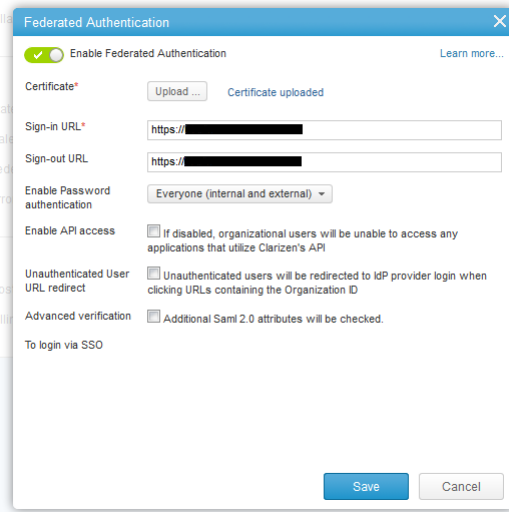 Federated Authentication
Enable Federated Authentication
Learn more...
Certificate*
Upload ...
Certificate uploaded
Sign-in URL*
https://
Sign-out URL
https://
Enable Password
authentication
Everyone (internal and external)
Enable API access
If disabled, organizational users will be unable to access any
applications that utilize Clarizen's API
Unauthenticated User
URL redirect
Unauthenticated users will be redirected to IdP provider login when
clicking URLs containing the Organization ID
Advanced verification
Additional Saml 2.0 attributes will be checked.
To login via SSO
Save
Cancel